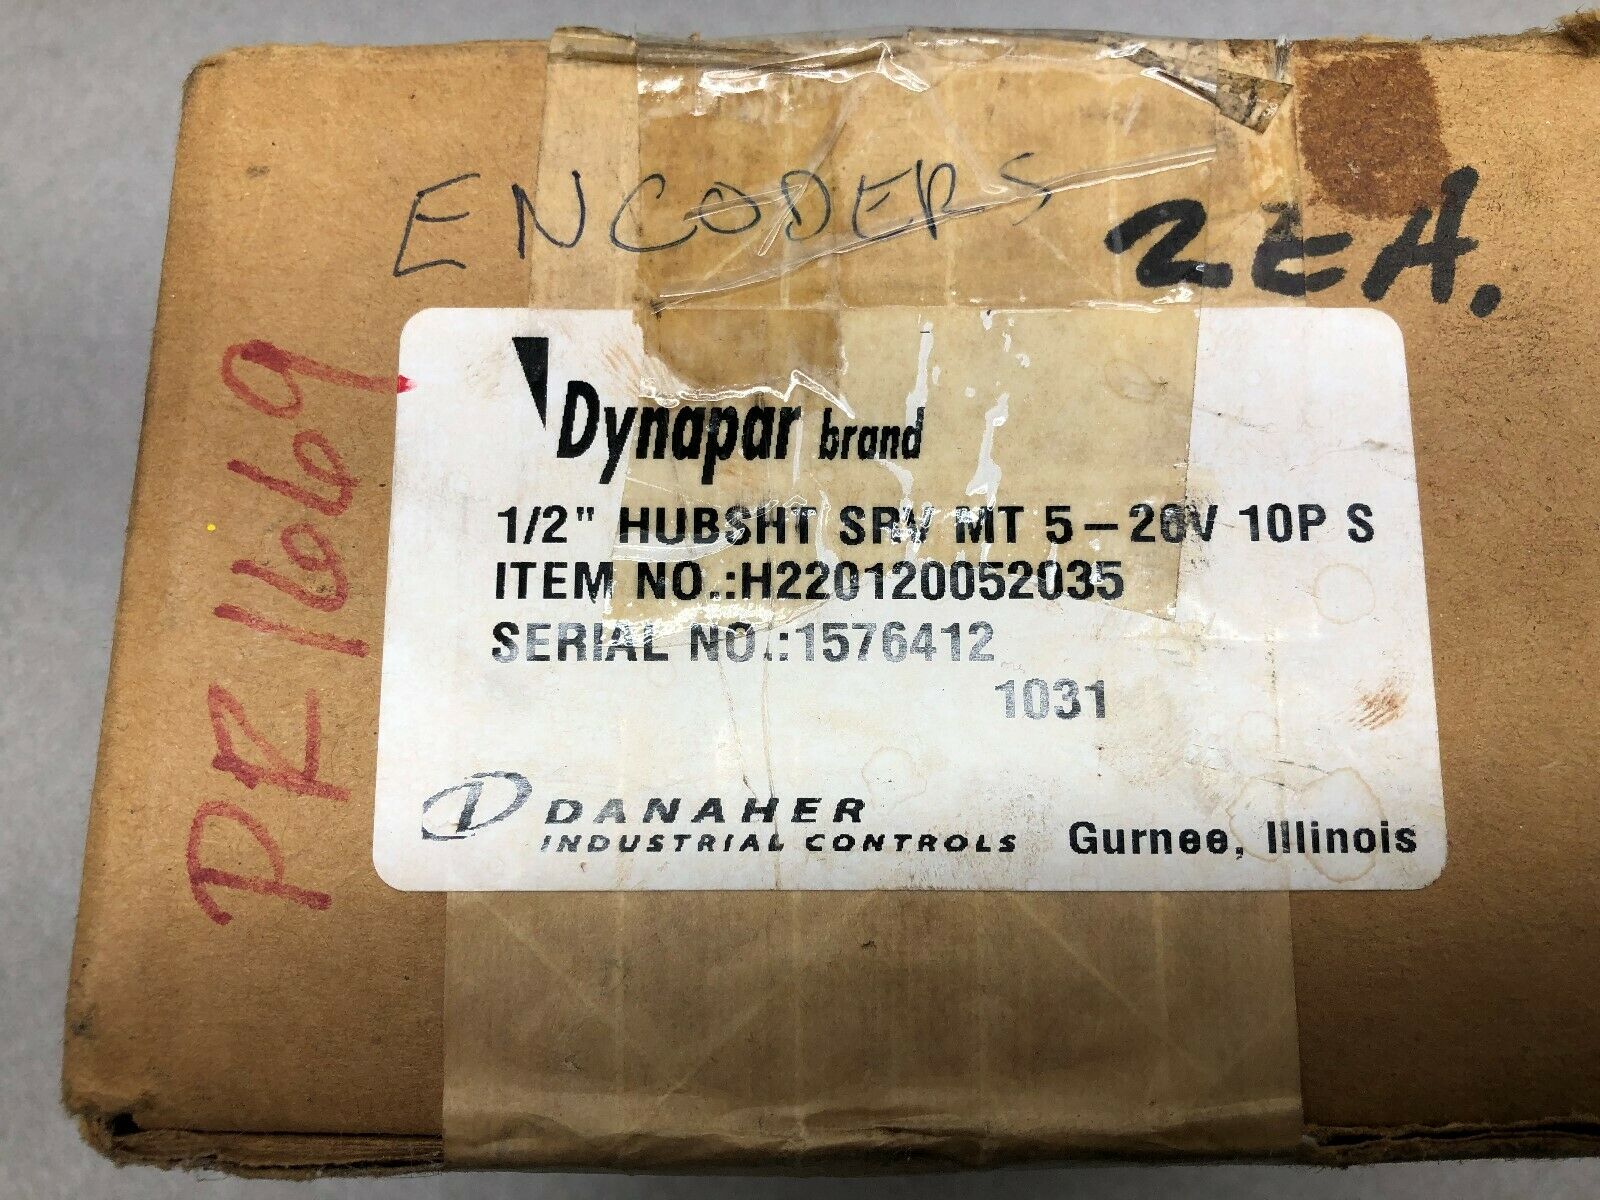 ENCODERS
2EA.
PR1669
Dynapar brand
1/2" HUBSHT SRV MT 5-26V 10P S
ITEM NO.:H220120052035
SERIAL NO.:1576412
1031
DANAHER
INDUSTRIAL CONTROLS
Gurnee, Illinois